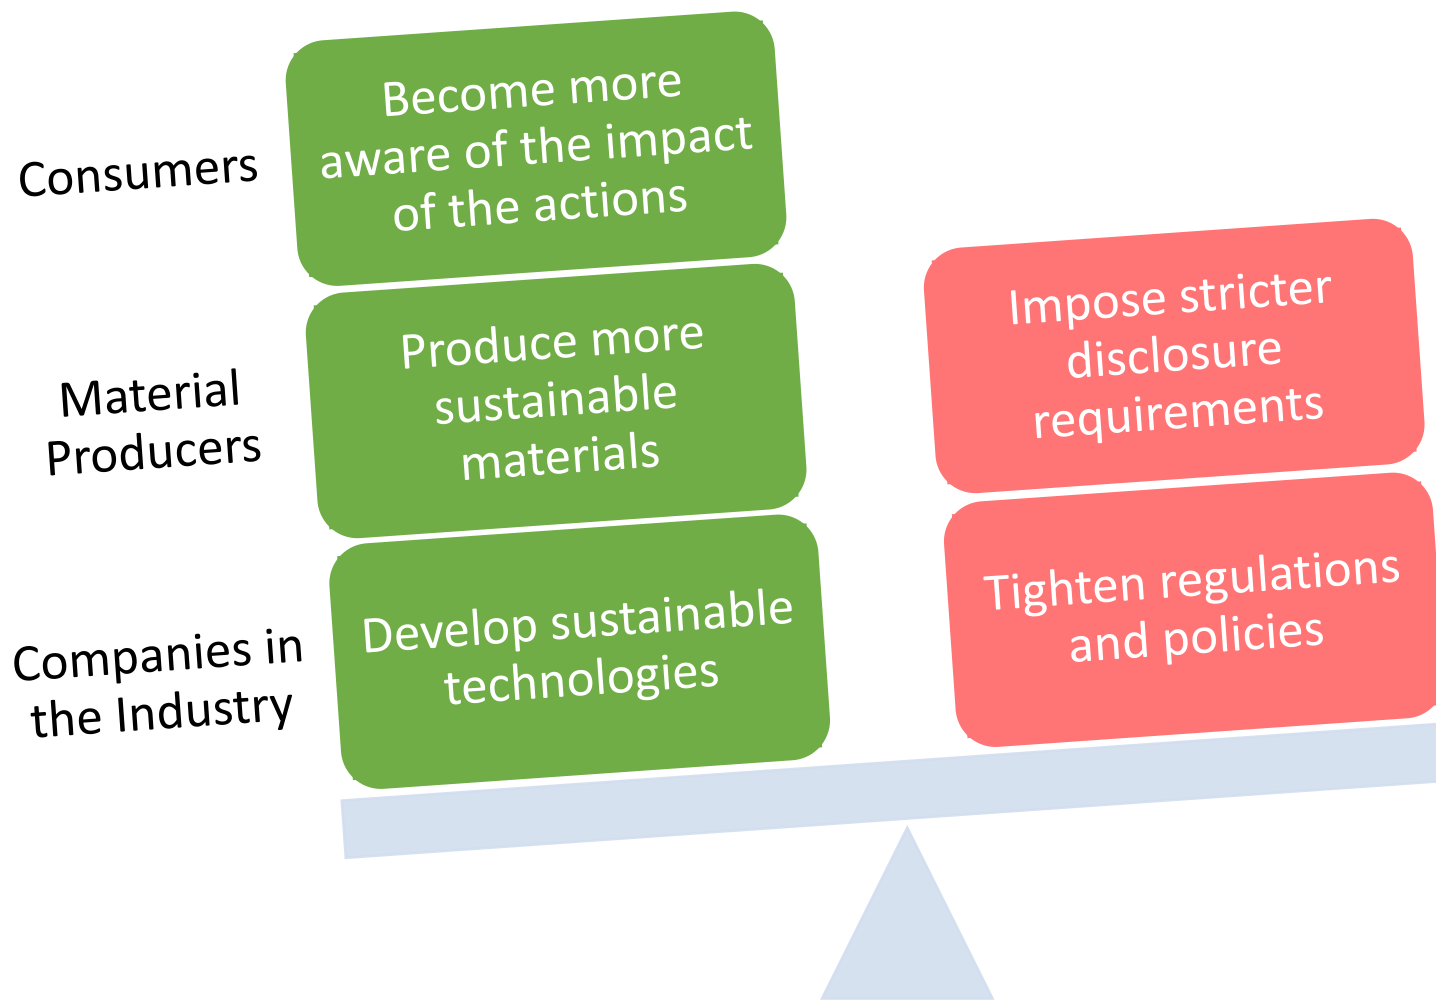 Consumers
Become more
aware of the impact
of the actions
Material
Producers
Produce more
sustainable
materials
Companies in
the Industry
Develop sustainable
technologies
Impose stricter
disclosure
requirements
Tighten regulations
and policies